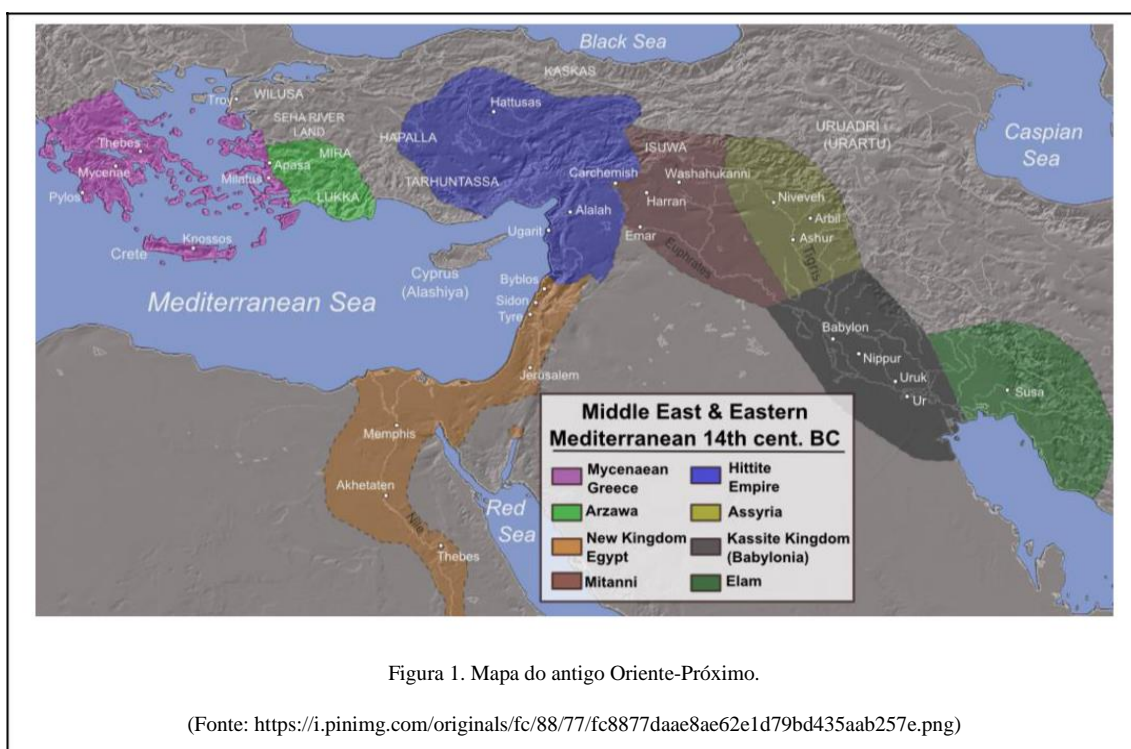 Black Sea
KASKAS
Troy
WILUSA
Hattusas
SEHA RIVER
LAND
HAPALLA
URUADRI
(URARTU)
Caspian
Sea
Thebes
MIRA
ISUWA
Apasa
Carchemish
Washahukanni
Mycenae
TARHUNTASSA
Niveveh
Milatus
Harran
Pylos
LUKKA
Alalah
Arbil
Ugarit
Emar
Ashur
Knossos
Crete
Euphrates
Tigris
Cyprus
(Alashiya)
Byblos
Mediterranean Sea
Sidon
Tyre
Babylon
Nippur
Jerusalem
Uruk
Susa
Ur
Memphis
Akhetaten
Red
Sea
Nile
Thebes
Middle East & Eastern
Mediterranean 14th cent. BC
Mycenaean
Greece
Hittite
Empire
Arzawa
Assyria
New Kingdom
Egypt
Kassite Kingdom
(Babylonia)
Mitanni
Elam
Figura 1. Mapa do antigo Oriente-Próximo.
(Fonte: https://i.pinimg.com/originals/fc/88/77/fc8877daae8ae62e1d79bd435aab257e.png)